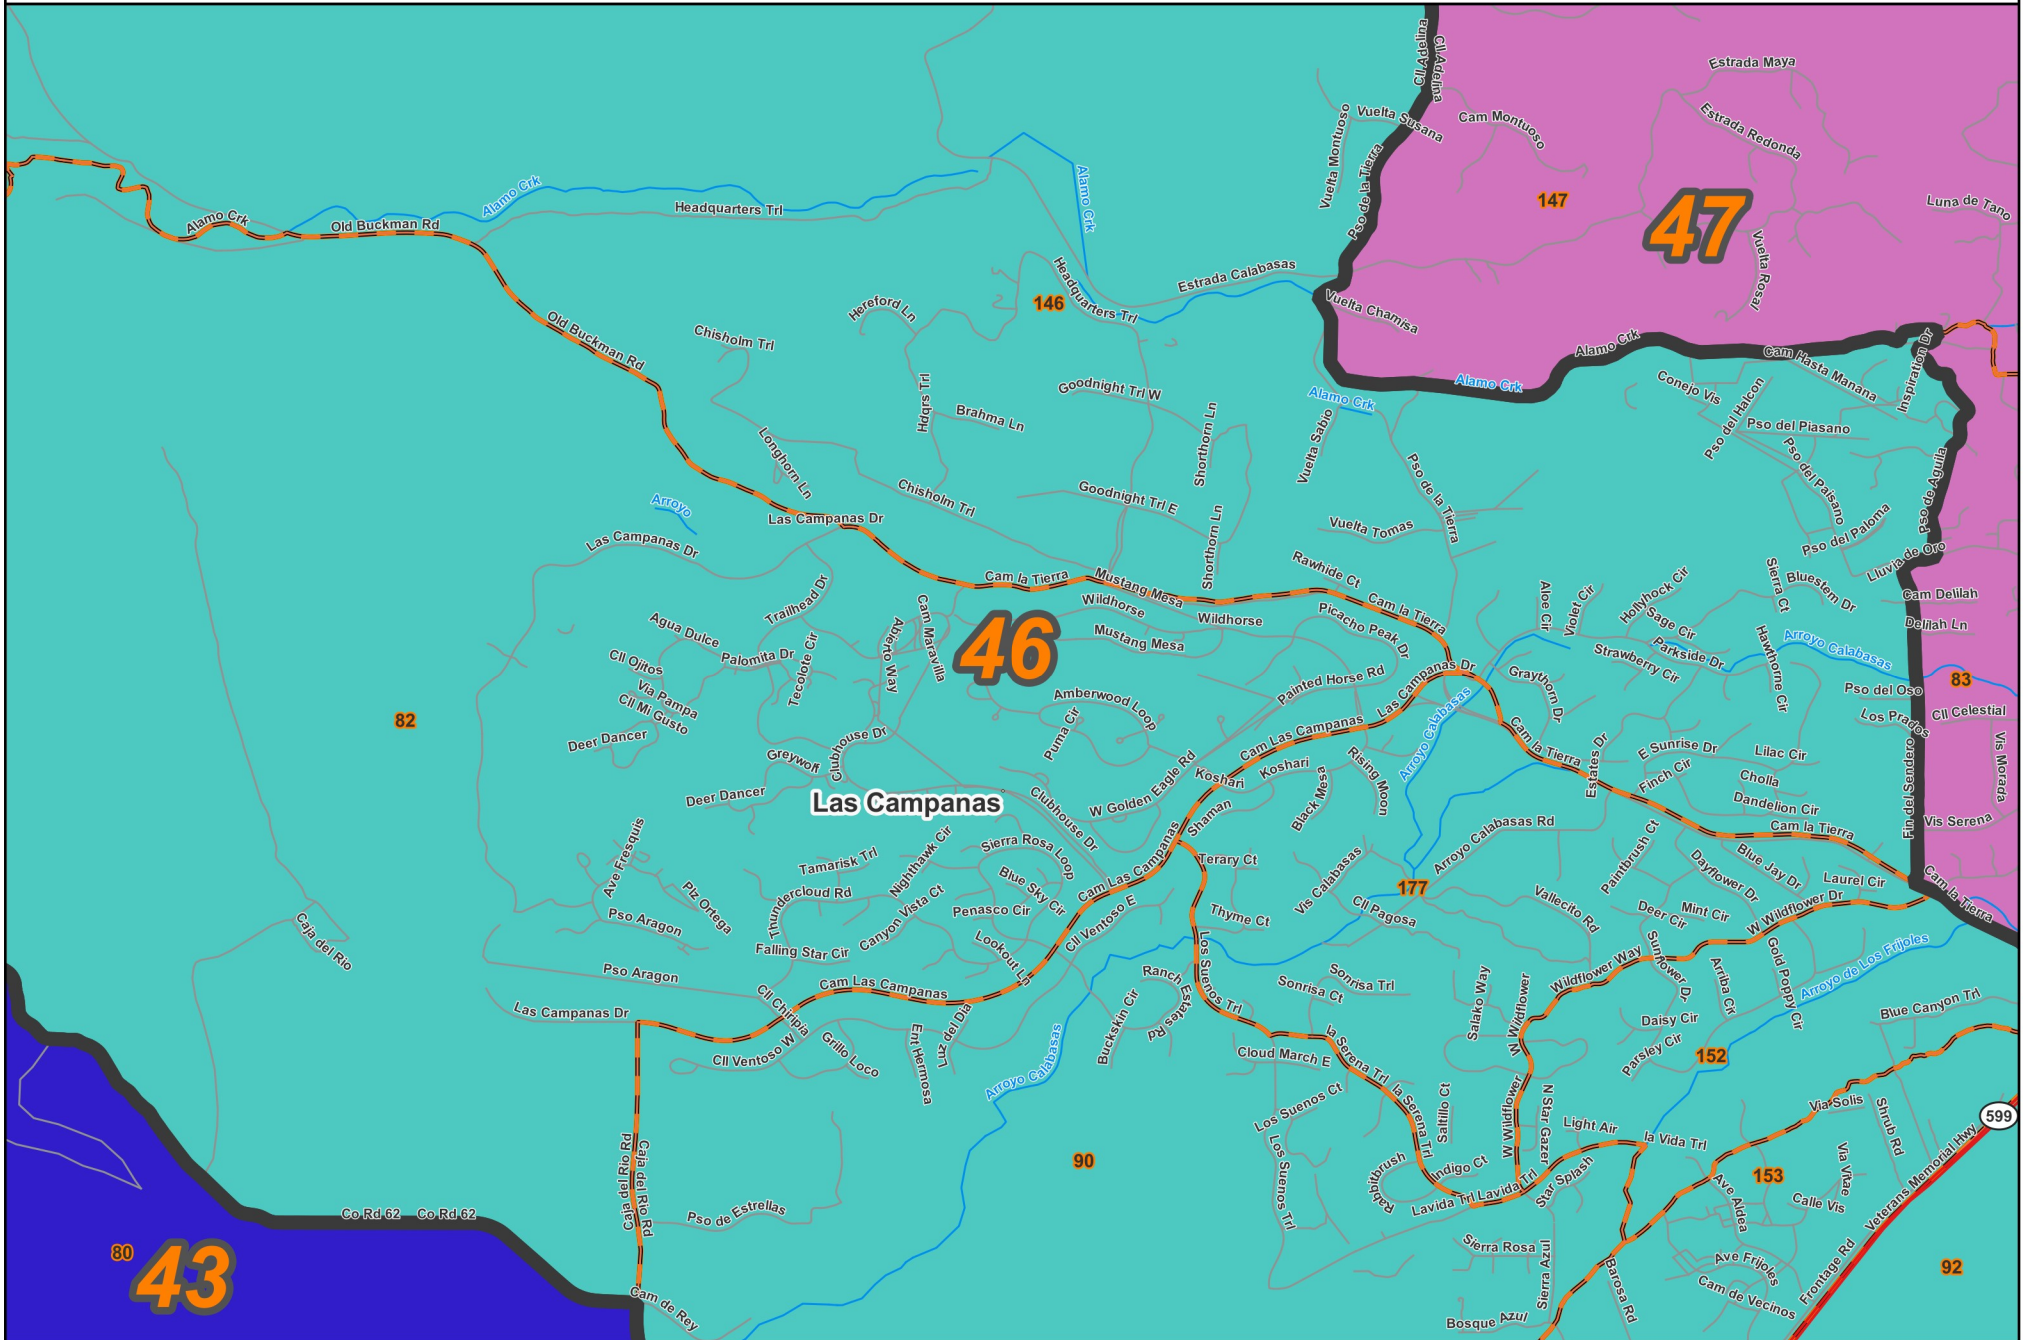 Cll Adelina
Cll Adelina
Estrada Maya
Vuelta Montuoso
Vuelta Susana
Cam Montuoso
Estrada Redonda
Pso de la Tierra
147
47
Luna de Tano
Alamo Crk
Alamo Crk
Headquarters Trl
Alamo Crk
Old Buckman Rd
Vuelta Rosal
Estrada Calabasas
Headquarters Trl
146
Hereford Ln
Vuelta Chamisa
Old Buckman Rd
Chisholm Trl
Alamo Crk
Cam Hasta Manana
Inspiration Dr
Hdqrs Trl
Brahma Ln
Goodnight Trl W
Alamo Crk
Alamo Crk
Conejo Vis
Pso del Halcon
Pso del Piasano
Shorthorn Ln
Vuelta Sabio
Longhorn Ln
Pso de la Tierra
Pso del Paisano
Pso de Aguila
Arroyo
Chisholm Trl
Goodnight Trl E
Las Campanas Dr
Vuelta Tomas
Pso del Paloma
Las Campanas Dr
Shorthorn Ln
Lluvia de Oro
Cam la Tierra
Mustang Mesa
Rawhide Ct
Cam la Tierra
Sierra Ct
Bluestem Dr
Cam Delilah
Trailhead Dr
Cam Maravilla
Wildhorse
Wildhorse
Picacho Peak Dr
Aloe Cir
Violet Cir
Hollyhock Cir
Sage Cir
Delilah Ln
Agua Dulce
Abierto Way
46
Mustang Mesa
Parkside Dr
Hawthorne Cir
Arroyo Calabasas
Cll Ojitos
Palomita Dr
Tecolote Cir
Strawberry Cir
83
Via Pampa
Painted Horse Rd
Las Campanas Dr
Graythorn Dr
Pso del Oso
Cll Mi Gusto
82
Amberwood Loop
Puma Cir
Arroyo Calabasas
Los Prados
Cll Celestial
Deer Dancer
Clubhouse Dr
Greywolf
Cam Las Campanas
Cam la Tierra
Estates Dr
E Sunrise Dr
Lilac Cir
Vis Morada
Koshari
Koshari
Rising Moon
Finch Cir
Cholla
Fin del Sendero
Deer Dancer
Las Campanas
W Golden Eagle Rd
Black Mesa
Dandelion Cir
Clubhouse Dr
Shaman
Arroyo Calabasas Rd
Cam la Tierra
Vis Serena
Ave Fresquis
Tamarisk Trl
Nighthawk Cir
Sierra Rosa Loop
Terary Ct
Vis Calabasas
Paintbrush Ct
Dayflower Dr
Blue Jay Dr
Laurel Cir
Plz Ortega
Thundercloud Rd
Blue Sky Cir
Cam Las Campanas
177
Cam la Tierra
Canyon Vista Ct
Penasco Cir
Cll Ventoso E
Thyme Ct
Cll Pagosa
Vallecito Rd
Deer Cir
Mint Cir
W Wildflower Dr
Caja del Rio
Pso Aragon
Falling Star Cir
Lookout Ln
Los Suenos Trl
Sunflower Dr
Gold Poppy Cir
Arroyo de Los Frijoles
Pso Aragon
Cam Las Campanas
Ranch Estates Rd
Sonrisa Ct
Sonrisa Trl
Salako Way
Wildflower Way
Arriba Cir
Las Campanas Dr
Cll Chiripia
Buckskin Cir
W Wildflower
Daisy Cir
Blue Canyon Trl
Cll Ventoso W
Grillo Loco
Ent Hermosa
Luz del Dia
Arroyo Calabasas
Cloud March E
la Serena Trl
Parsley Cir
152
Los Suenos Ct
la Serena Trl
Saltillo Ct
W Wildflower
N Star Gazer
Light Air
la Vida Trl
Via Solis
Shrub Rd
599
Caja del Rio Rd
Caja del Rio Rd
90
Los Suenos Trl
Rabbitbrush
Indigo Ct
Lavida Trl
Lavida Trl
Star Splash
153
Via Vitae
Calle Vis
Veterans Memorial Hwy
Pso de Estrellas
Co Rd 62
Co Rd 62
Ave Aldea
80
43
Sierra Rosa
Sierra Azul
Barosa Rd
Ave Frijoles
Frontage Rd
92
Cam de Vecinos
Cam de Rey
Bosque Azul